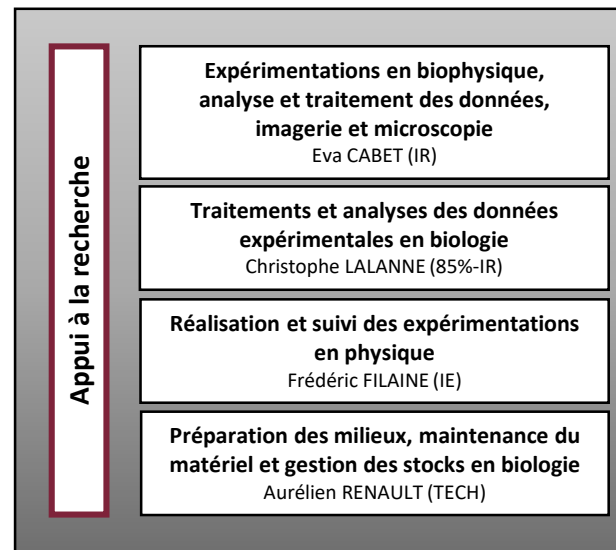 Appui à la recherche
Expérimentations en biophysique,
analyse et traitement des données,
imagerie et microscopie
Eva CABET (IR)
Traitements et analyses des données
expérimentales en biologie
Christophe LALANNE (85%-IR)
Réalisation et suivi des expérimentations
en physique
Frédéric FILAINE (IE)
Préparation des milieux, maintenance du
matériel et gestion des stocks en biologie
Aurélien RENAULT (TECH)